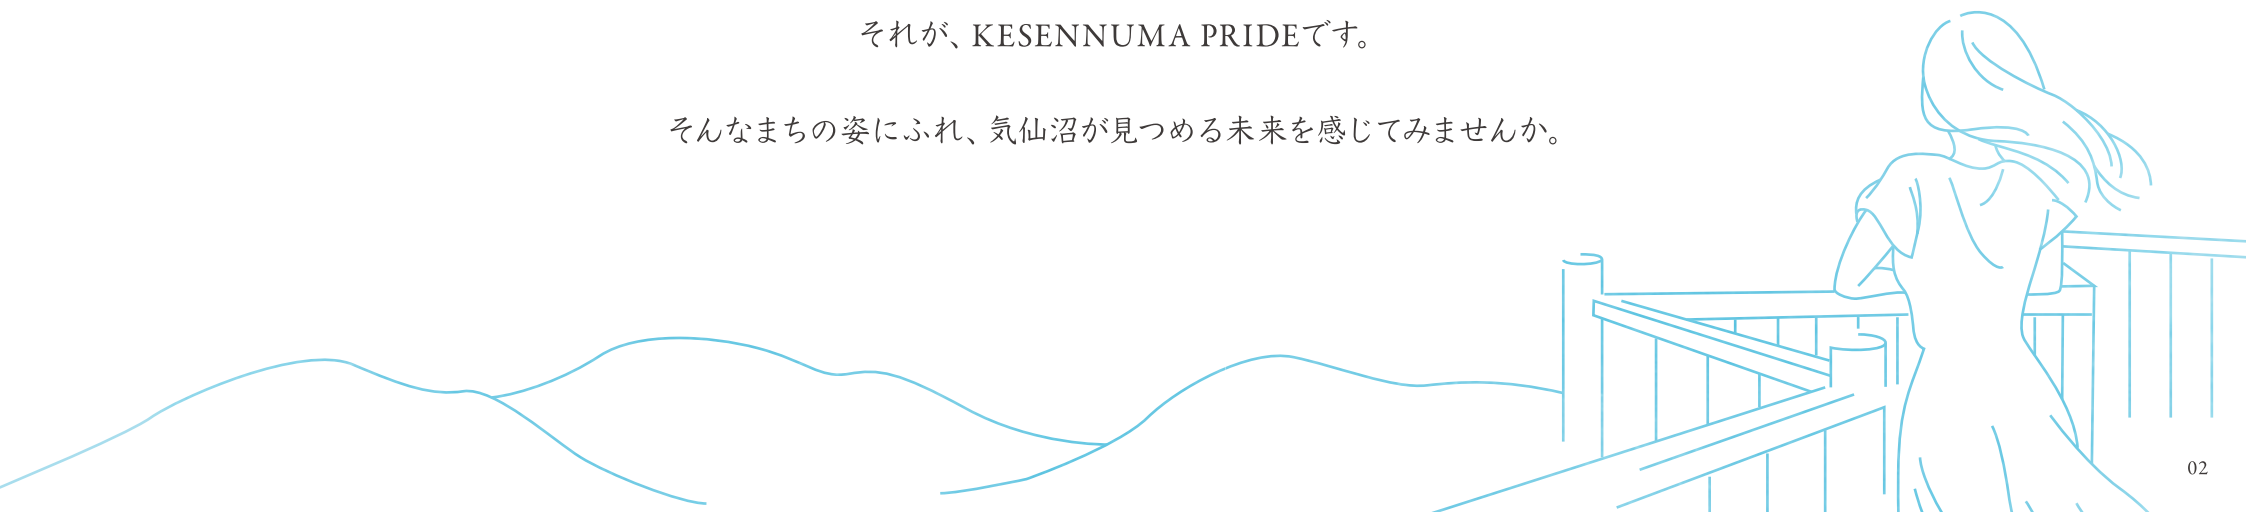 それが、KESENNUMA PRIDEです。
そんなまちの姿にふれ、気仙沼が見つめる未来を感じてみませんか。
02